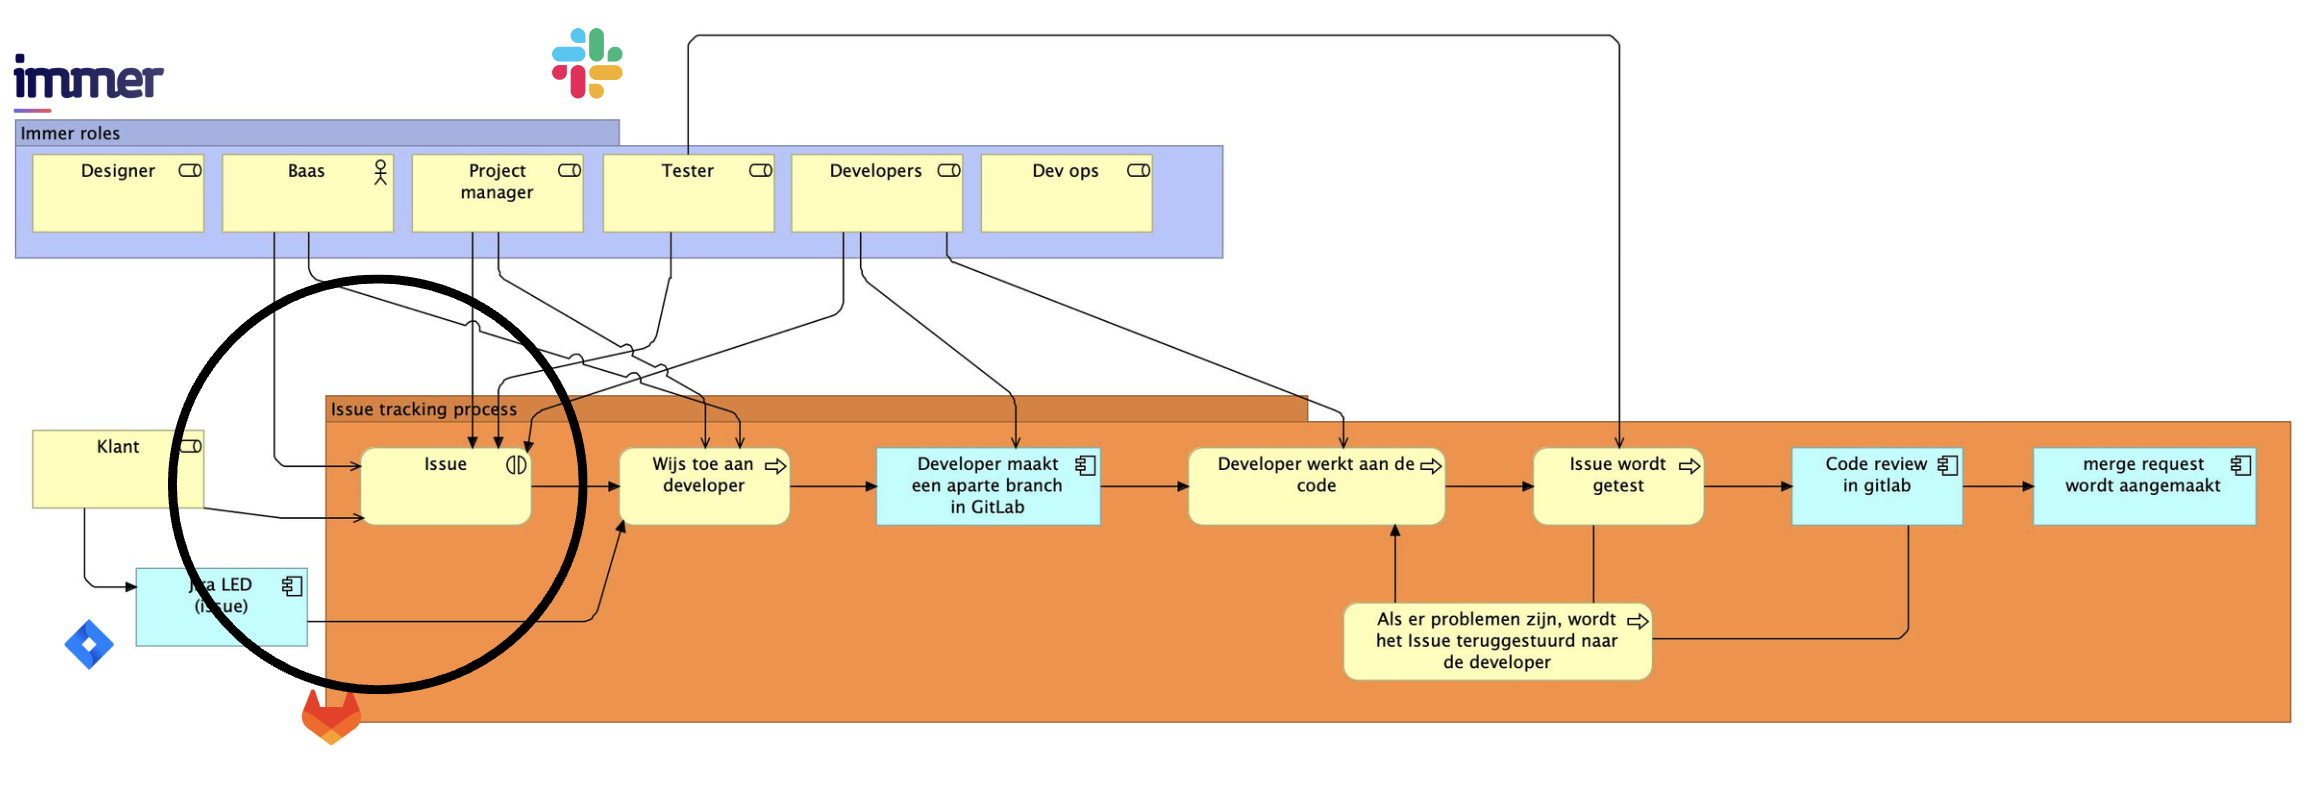 immer
Immer roles
Designer
Baas
Project
manager
Tester
Developers
Dev ops
Issue tracking process
Klant
Issue
Wijs toe aan
developer
Developer maakt
een aparte branch
in GitLab
Developer werkt aan de
code
Issue wordt
getest
Code review
in gitlab
merge request
wordt aangemaakt
Jira LED
(issue)
Als er problemen zijn, wordt
het Issue teruggestuurd naar
de developer